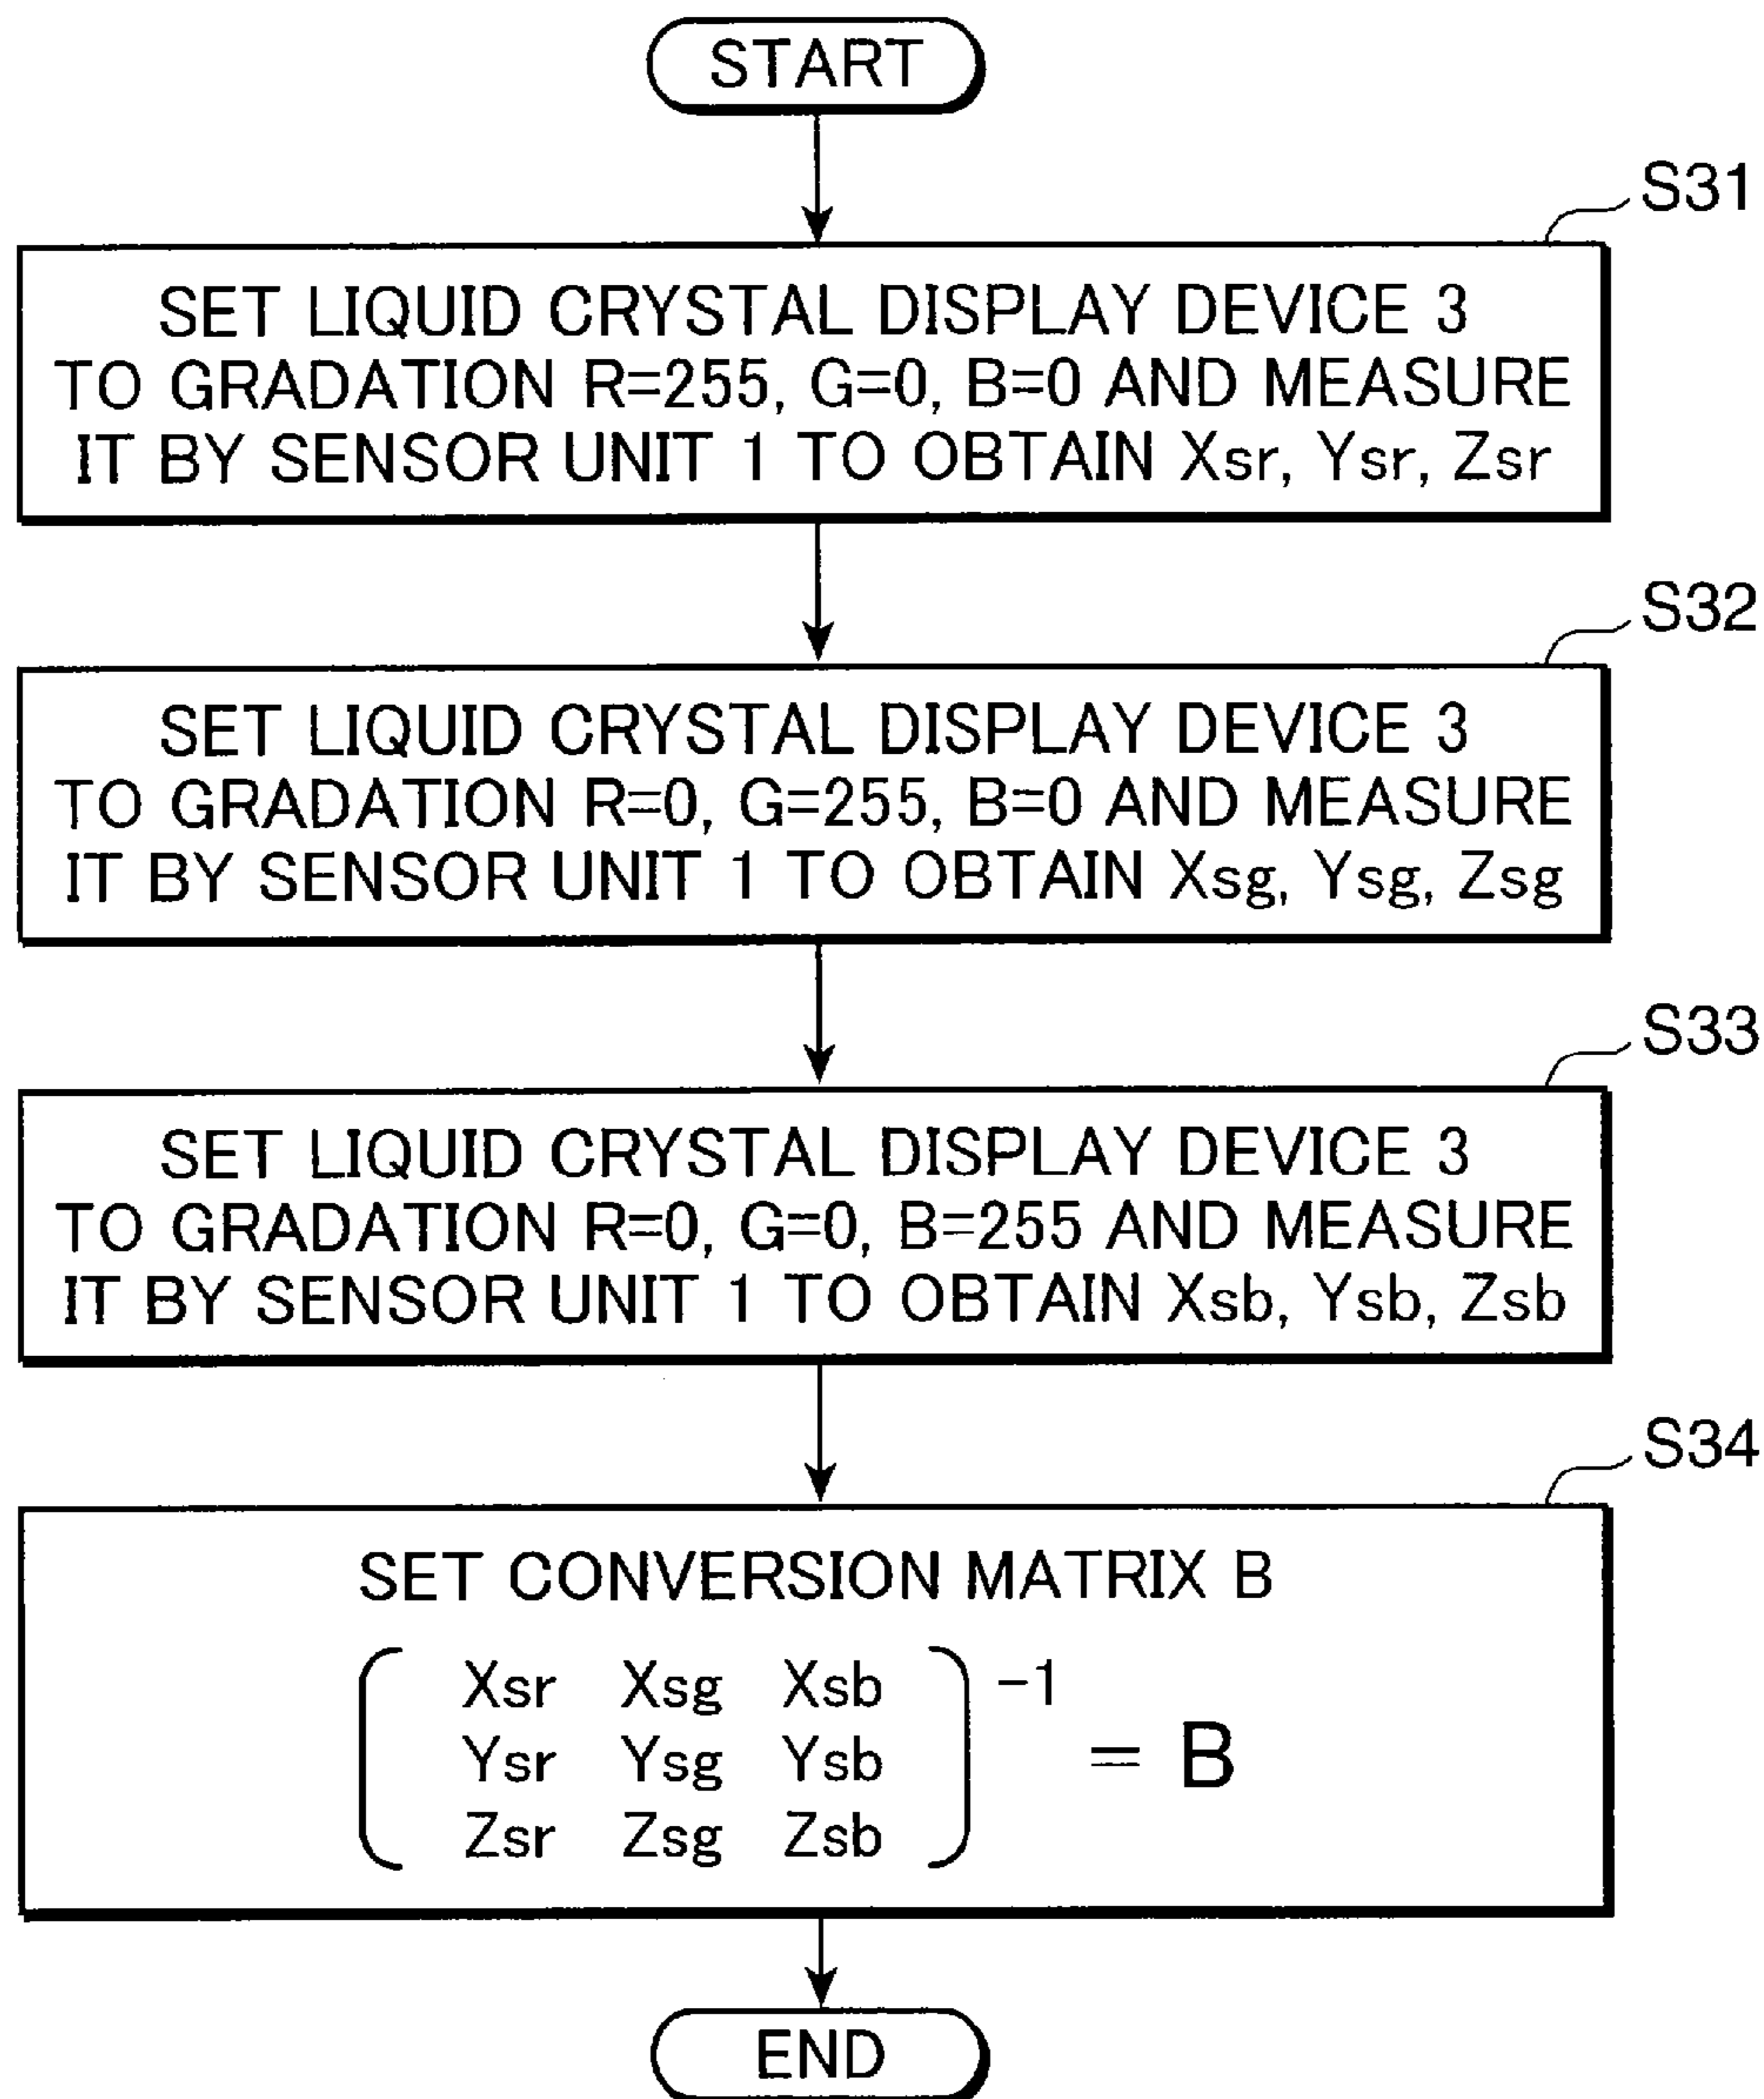 START
S31
SET LIQUID CRYSTAL DISPLAY DEVICE 3
TO GRADATION R=255, G=0, B=0 AND MEASURE
IT BY SENSOR UNIT 1 TO OBTAIN Xsr, Ysr, Zsr
S32
SET LIQUID CRYSTAL DISPLAY DEVICE 3
TO GRADATION R=0, G=255, B=0 AND MEASURE
IT BY SENSOR UNIT 1 TO OBTAIN Xsg, Ysg, Zsg
S33
SET LIQUID CRYSTAL DISPLAY DEVICE 3
TO GRADATION R=0, G=0, B=255 AND MEASURE
IT BY SENSOR UNIT 1 TO OBTAIN Xsb, Ysb, Zsb
S34
SET CONVERSION MATRIX B
Xsr Xsg Xsb -1
Ysr Ysg Ysb = B
Zsr Zsg Zsb
END